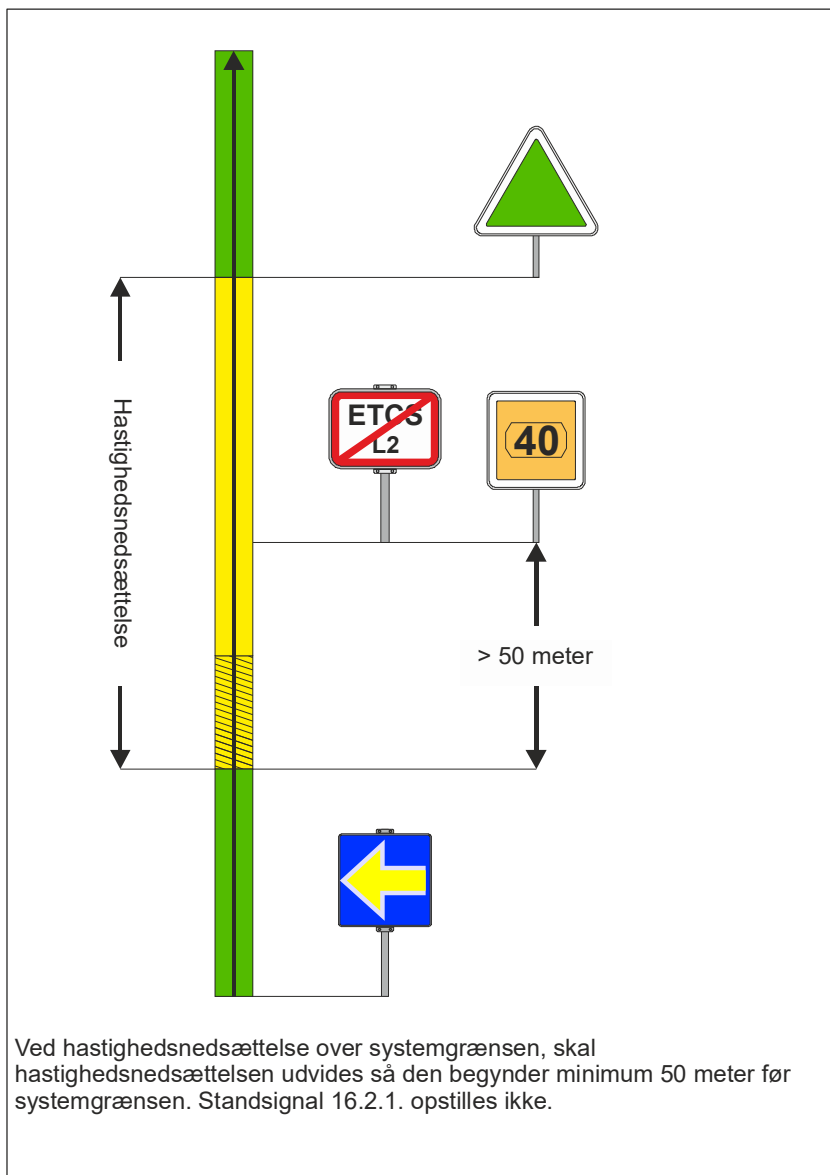 ETCS
L2
40
Hastighedsnedsættelse
> 50 meter
Ved hastighedsnedsættelse over systemgrænsen, skal
hastighedsnedsættelsen udvides så den begynder minimum 50 meter før
systemgrænsen. Standsignal 16.2.1. opstilles ikke.